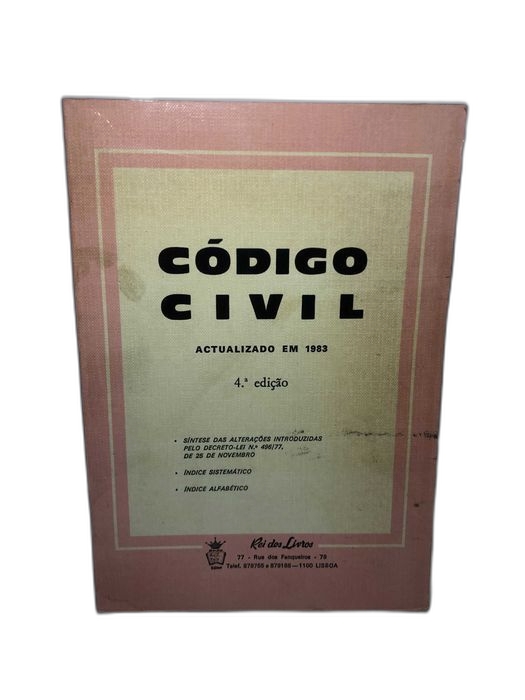 CÓDIGO
CIVIL
ACTUALIZADO EM 1983
4.ª edição
• SÍNTESE DAS ALTERAÇÕES INTRODUZIDAS
PELO DECRETO-LEI N.º 496/77,
DE 25 DE NOVEMBRO
• ÍNDICE SISTEMÁTICO
• ÍNDICE ALFABÉTICO
Rei dos Livros
77 - Rua dos Fanqueiros - 79
Telef. 878755 e 879188 — 1100 LISBOA